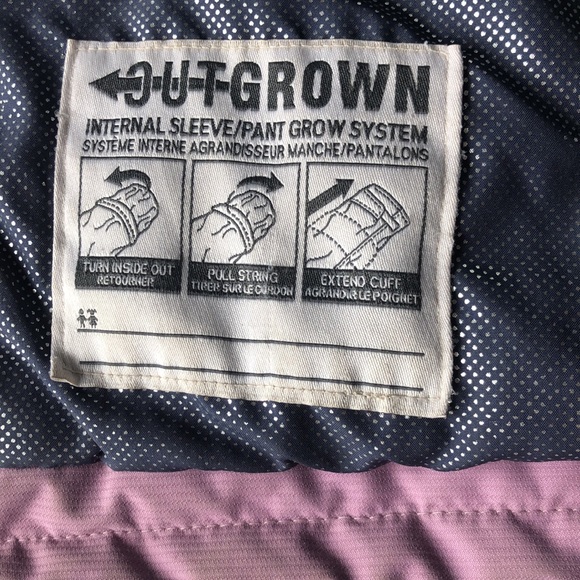 OUTGROWN
INTERNAL SLEEVE/PANT GROW SYSTEM
SYSTÈME INTERNE AGRANDISSEUR MANCHE/PANTALONS
TURN INSIDE OUT
RETOURNER
PULL STRING
TIRER SUR LE CORDON
EXTEND CUFF
AGRANDIR LE POIGNET